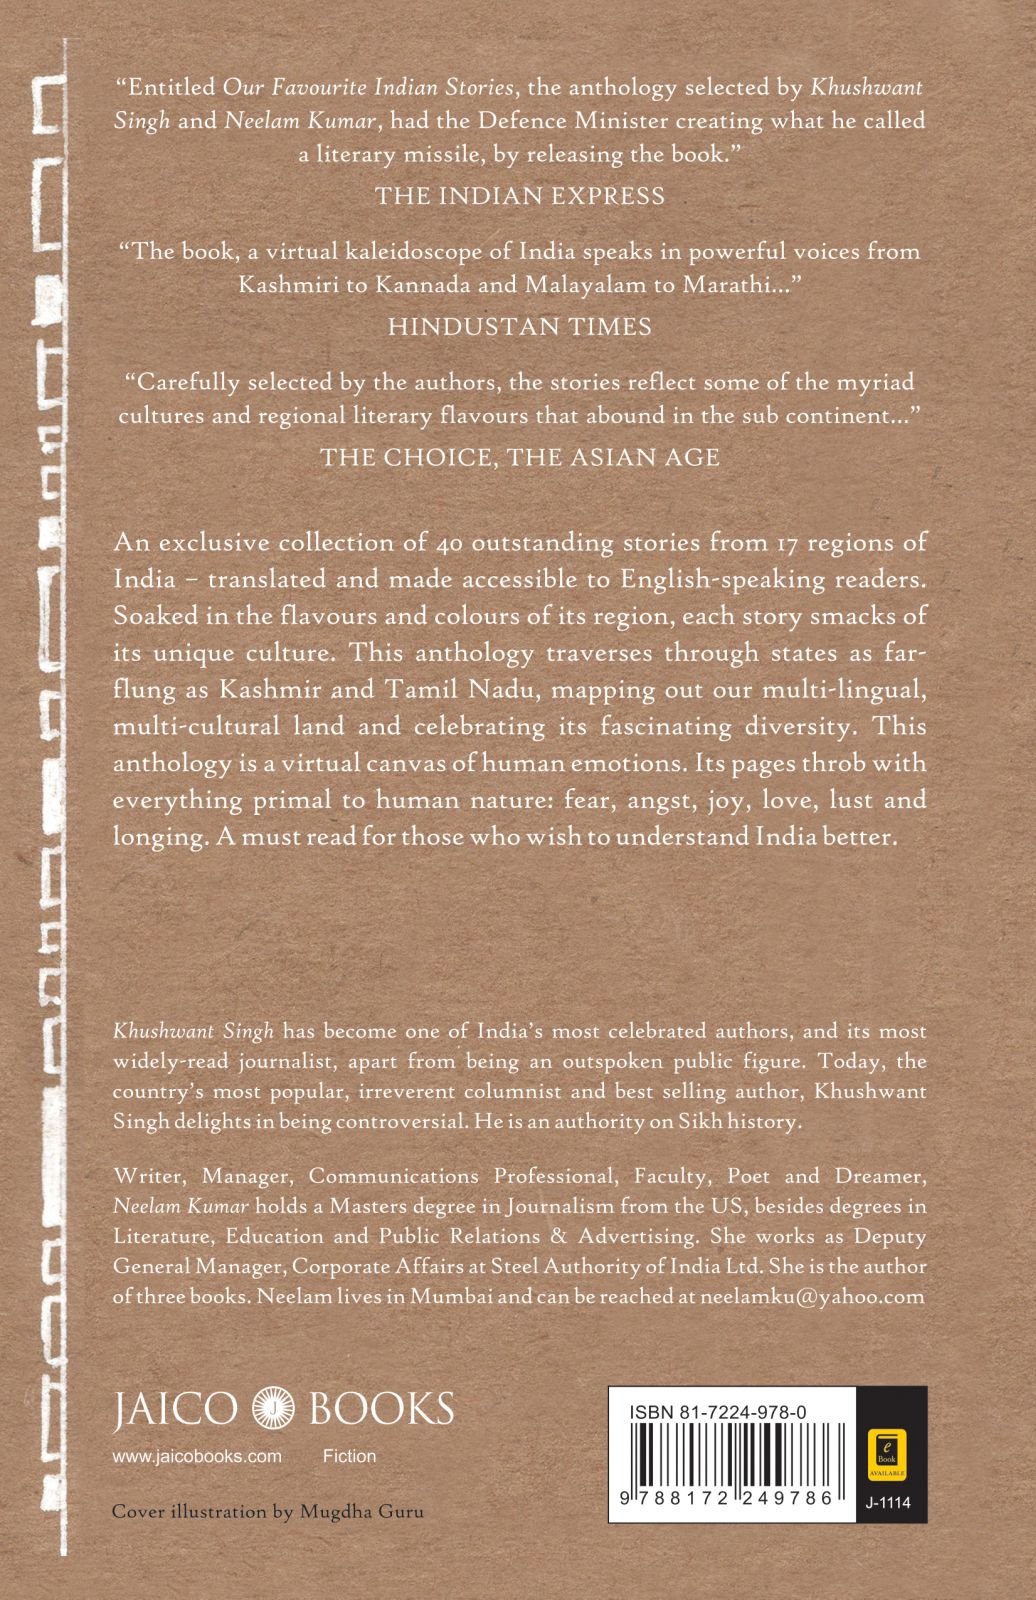 “Entitled Our Favourite Indian Stories, the anthology selected by Khushwant
Singh and Neelam Kumar, had the Defence Minister creating what he called
a literary missile, by releasing the book.”
THE INDIAN EXPRESS
“The book, a virtual kaleidoscope of India speaks in powerful voices from
Kashmiri to Kannada and Malayalam to Marathi...”
HINDUSTAN TIMES
“Carefully selected by the authors, the stories reflect some of the myriad
cultures and regional literary flavours that abound in the sub continent...”
THE CHOICE, THE ASIAN AGE
An exclusive collection of 40 outstanding stories from 17 regions of
India – translated and made accessible to English-speaking readers.
Soaked in the flavours and colours of its region, each story smacks of
its unique culture. This anthology traverses through states as far-
flung as Kashmir and Tamil Nadu, mapping out our multi-lingual,
multi-cultural land and celebrating its fascinating diversity. This
anthology is a virtual canvas of human emotions. Its pages throb with
everything primal to human nature: fear, angst, joy, love, lust and
longing. A must read for those who wish to understand India better.
Khushwant Singh has become one of India’s most celebrated authors, and its most
widely-read journalist, apart from being an outspoken public figure. Today, the
country’s most popular, irreverent columnist and best selling author, Khushwant
Singh delights in being controversial. He is an authority on Sikh history.
Writer, Manager, Communications Professional, Faculty, Poet and Dreamer,
Neelam Kumar holds a Masters degree in Journalism from the US, besides degrees in
Literature, Education and Public Relations & Advertising. She works as Deputy
General Manager, Corporate Affairs at Steel Authority of India Ltd. She is the author
of three books. Neelam lives in Mumbai and can be reached at neelamku@yahoo.com
JAICO J BOOKS
www.jaicobooks.com Fiction
Cover illustration by Mugdha Guru
ISBN 81-7224-978-0
9 788172 249786
e
Book
AVAILABLE
J-1114